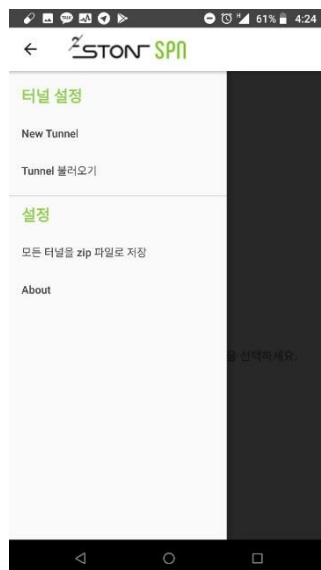 61% 4:24
ZSTON SPN
터널 설정
New Tunnel
Tunnel 불러오기
설정
모든 터널을 zip 파일로 저장
About
을 선택하세요.